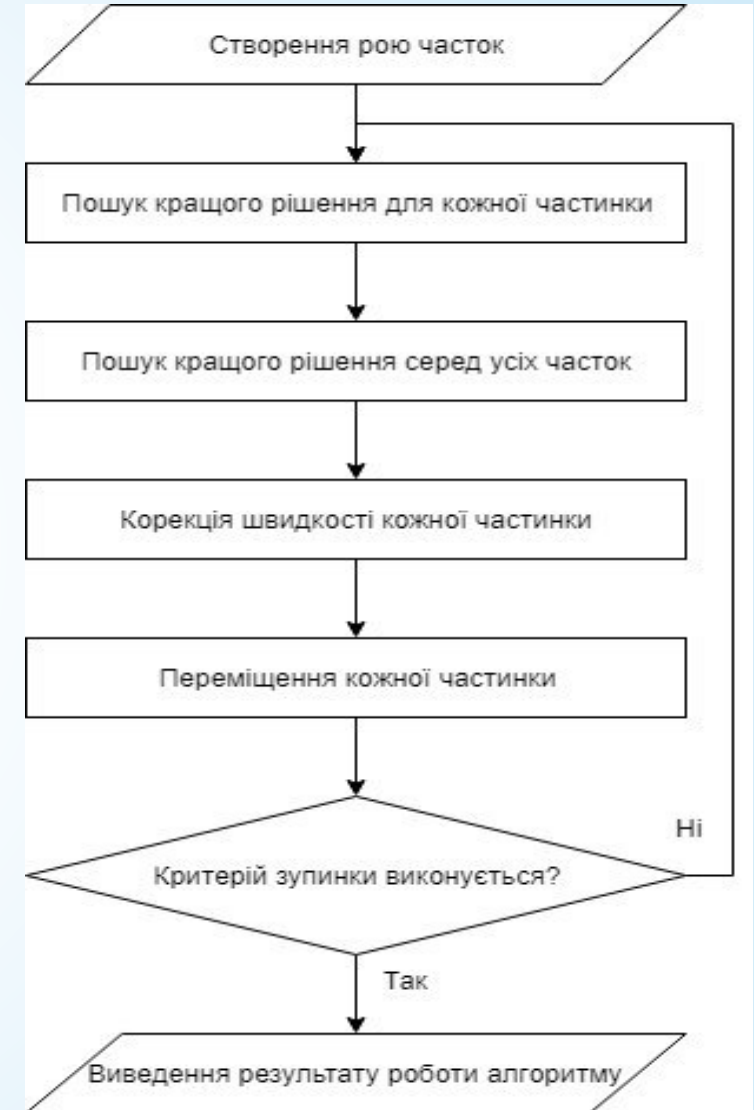 Створення рою часток
Пошук кращого рішення для кожної частинки
Пошук кращого рішення серед усіх часток
Корекція швидкості кожної частинки
Переміщення кожної частинки
Ні
Критерій зупинки виконується?
Так
Виведення результату роботи алгоритму